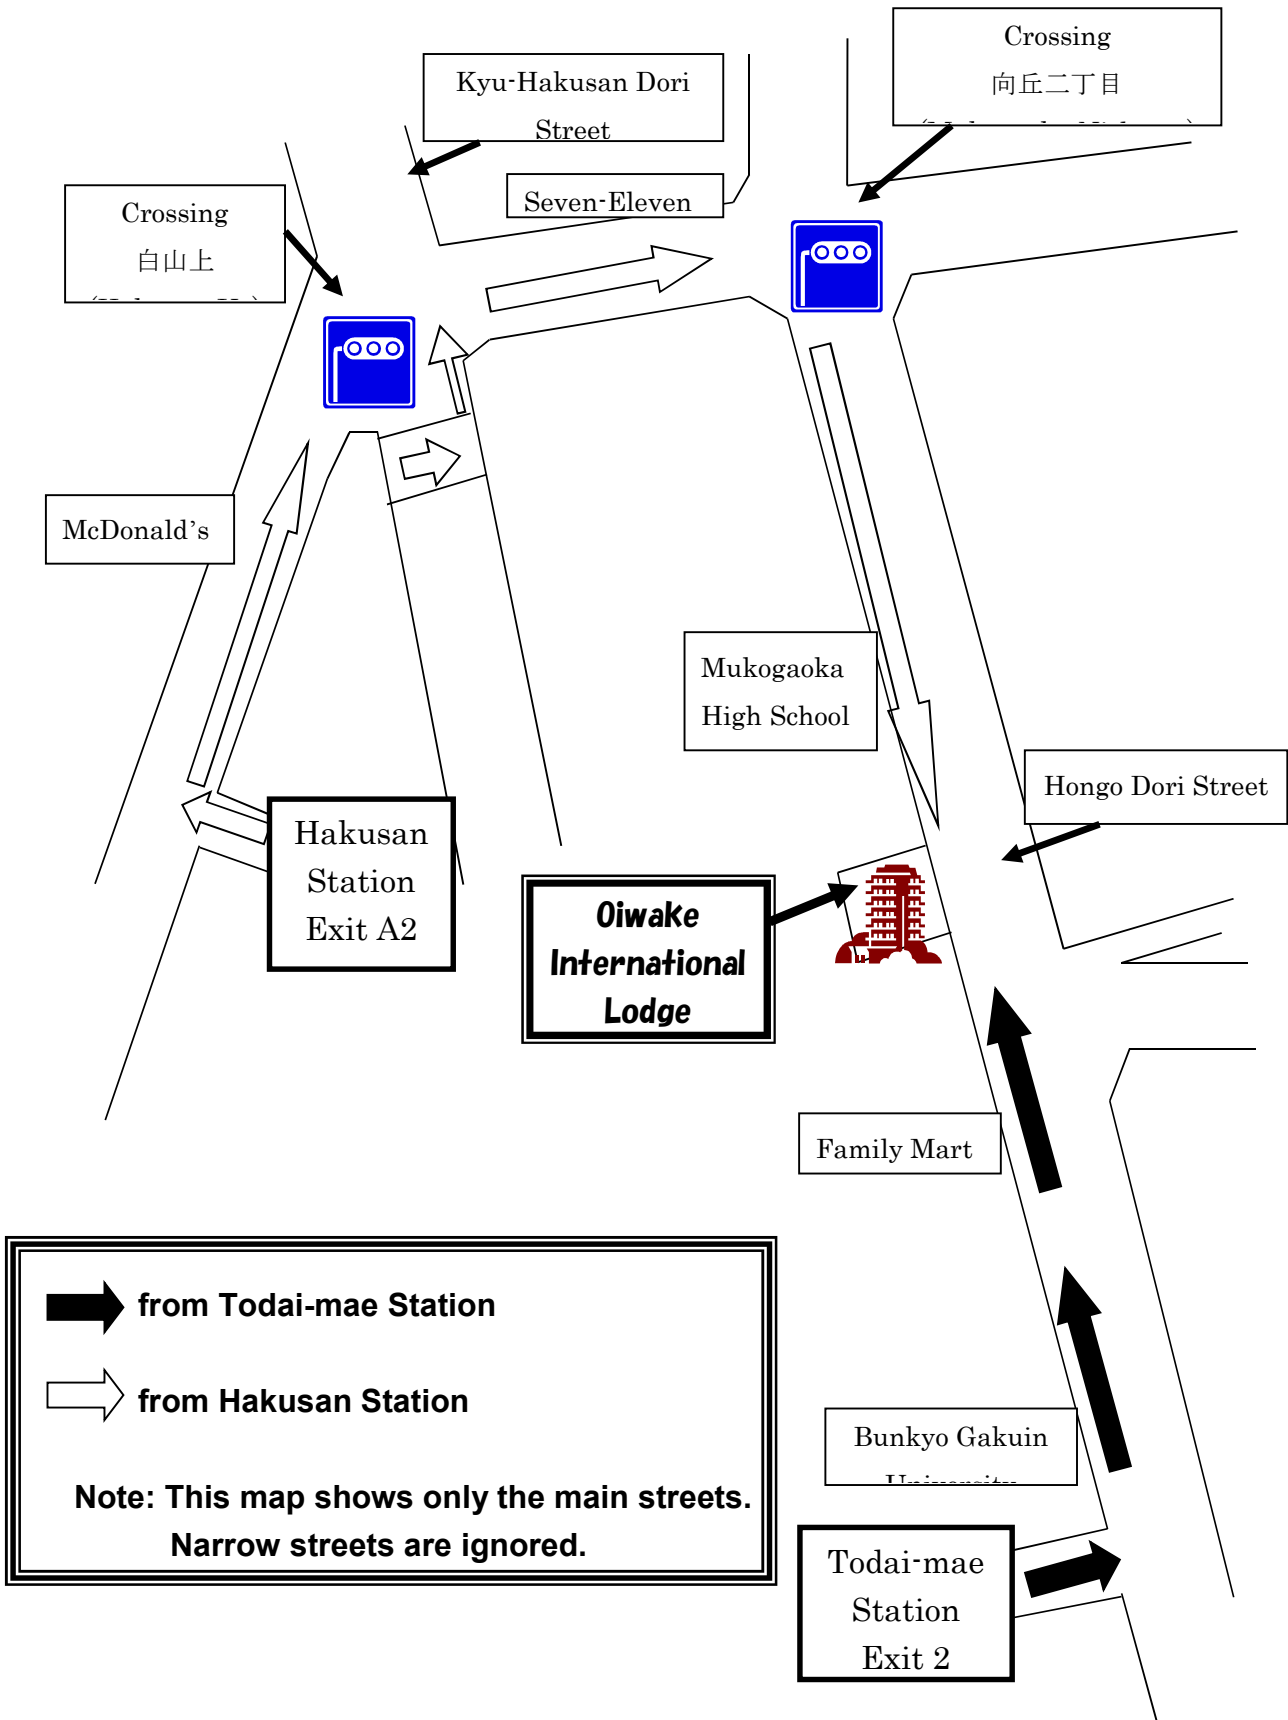 Crossing
向丘二丁目
Kyu-Hakusan Dori
Street
Seven-Eleven
Crossing
白山上
McDonald's
Mukogaoka
High School
Hongo Dori Street
Hakusan
Station
Exit A2
Oiwake
International
Lodge
Family Mart
from Todai-mae Station
from Hakusan Station
Note: This map shows only the main streets.
Narrow streets are ignored.
Bunkyo Gakuin
University
Todai-mae
Station
Exit 2